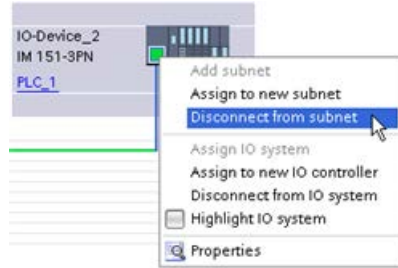 IO-Device_2
IM 151-3PN
PLC_1
Add subnet
Assign to new subnet
Disconnect from subnet
Assign IO system
Assign to new IO controller
Disconnect from IO system
Highlight IO system
Properties